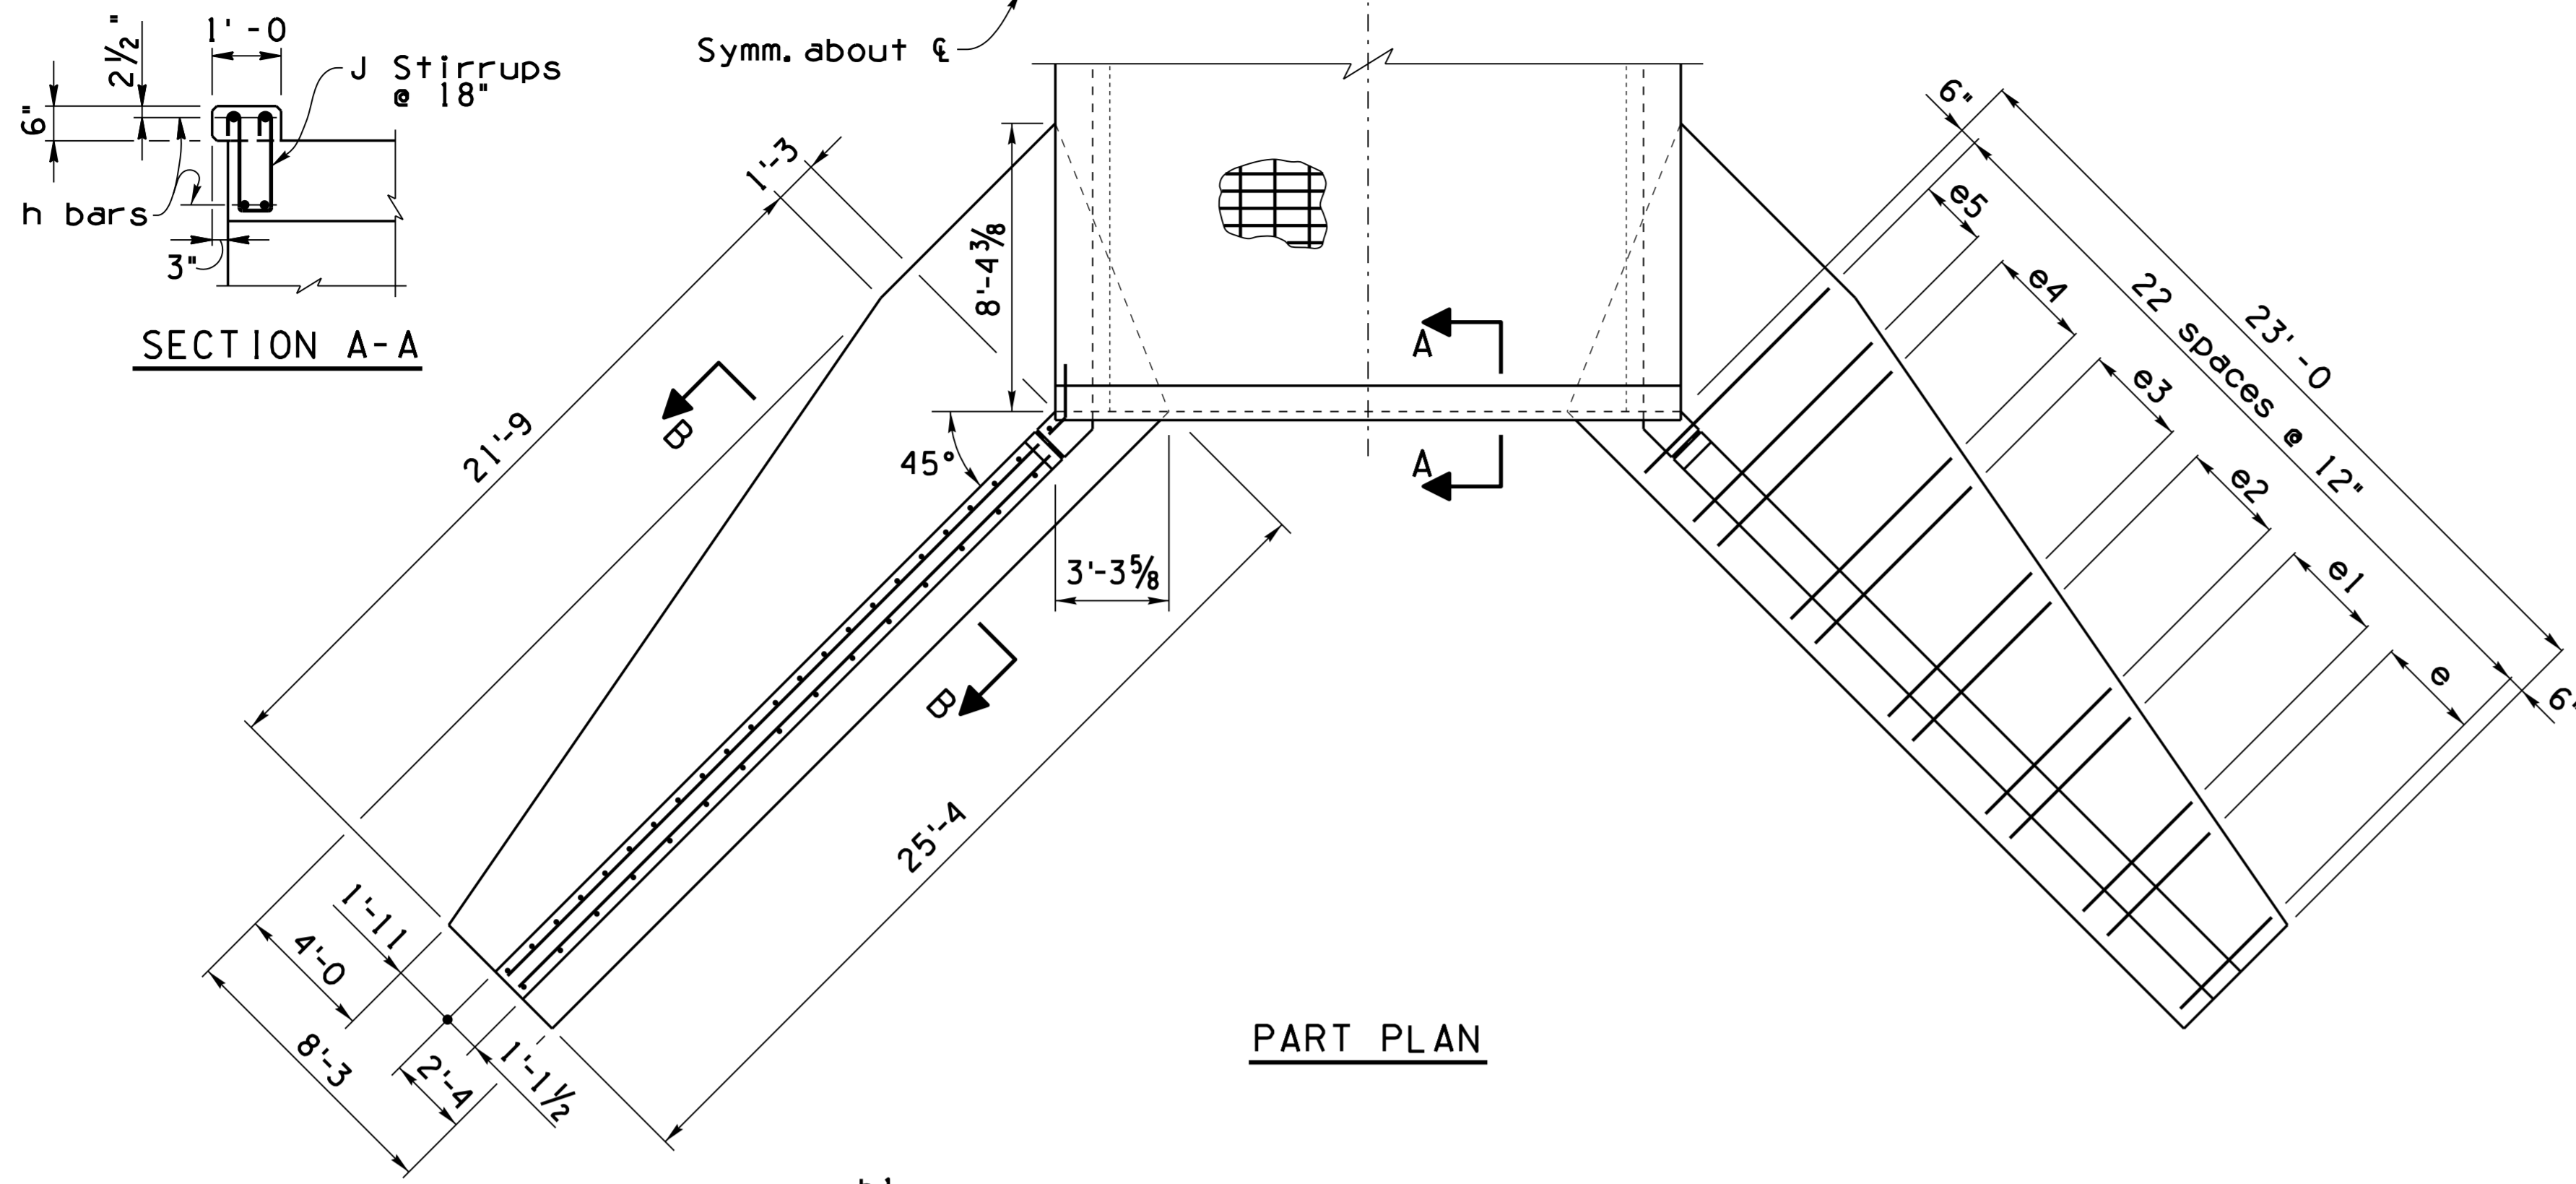 1'-0
2½"
6"
J Stirrups
@ 18"
h bars
3"
SECTION A-A
Symm. about ℄
1'-3
8'-4⅜
21'-9
B
45°
A
A
3'-3⅝
B
25'-4
1'-11
4'-0
8'-3
2'-4
1'-1½
PART PLAN
6"
e5
e4
e3
e2
e1
e
22 spaces @ 12"
23'-0